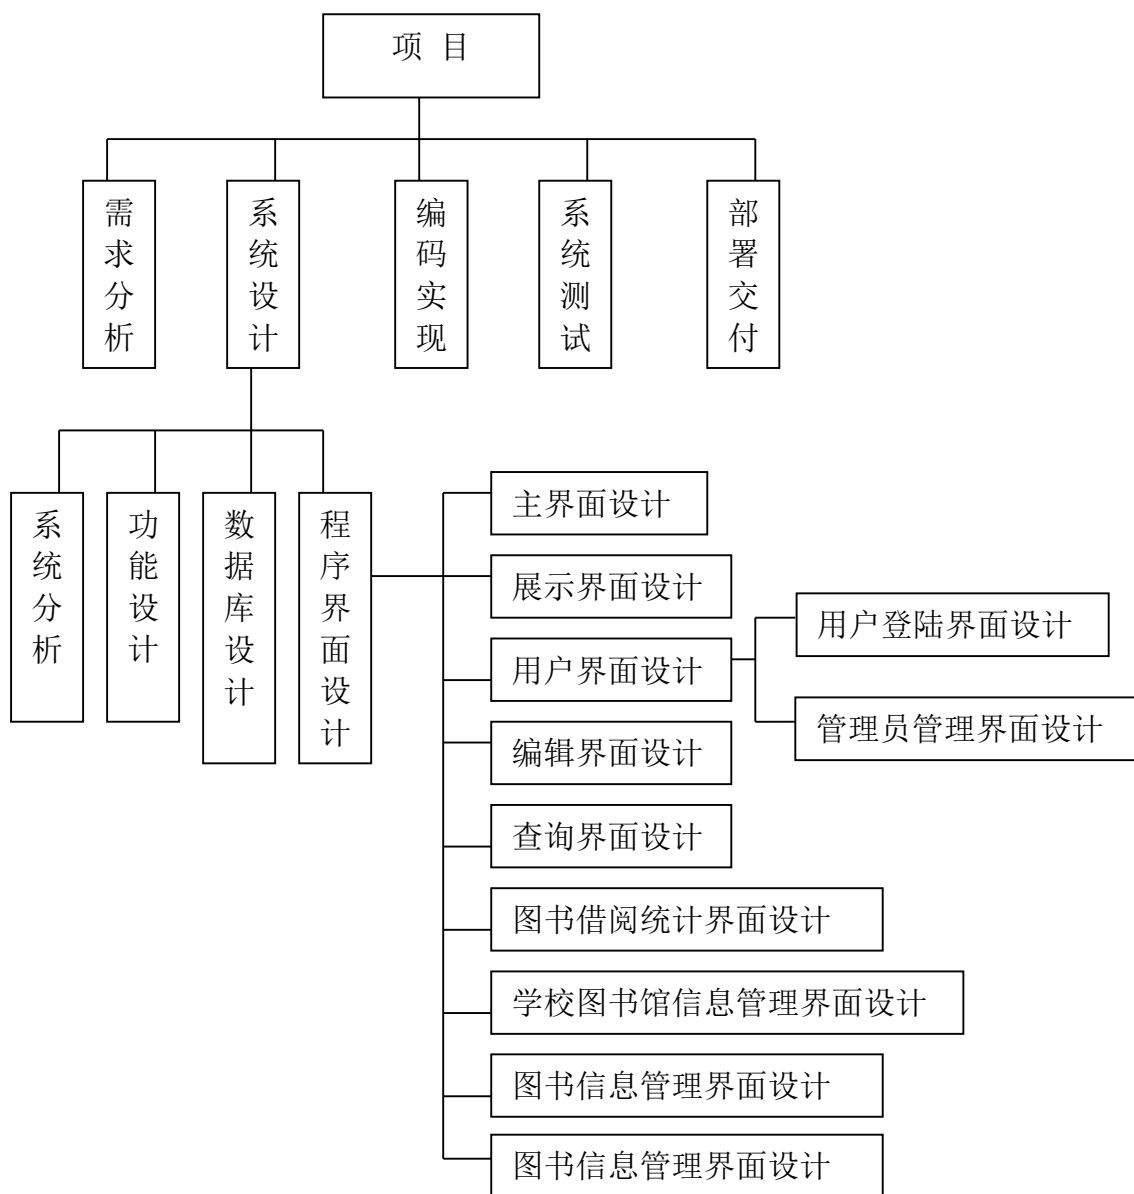 项 目
需求分析
系统设计
编码实现
系统测试
部署交付
系统分析
功能设计
数据库设计
程序界面设计
主界面设计
展示界面设计
用户界面设计
用户登陆界面设计
管理员管理界面设计
编辑界面设计
查询界面设计
图书借阅统计界面设计
学校图书馆信息管理界面设计
图书信息管理界面设计
图书信息管理界面设计